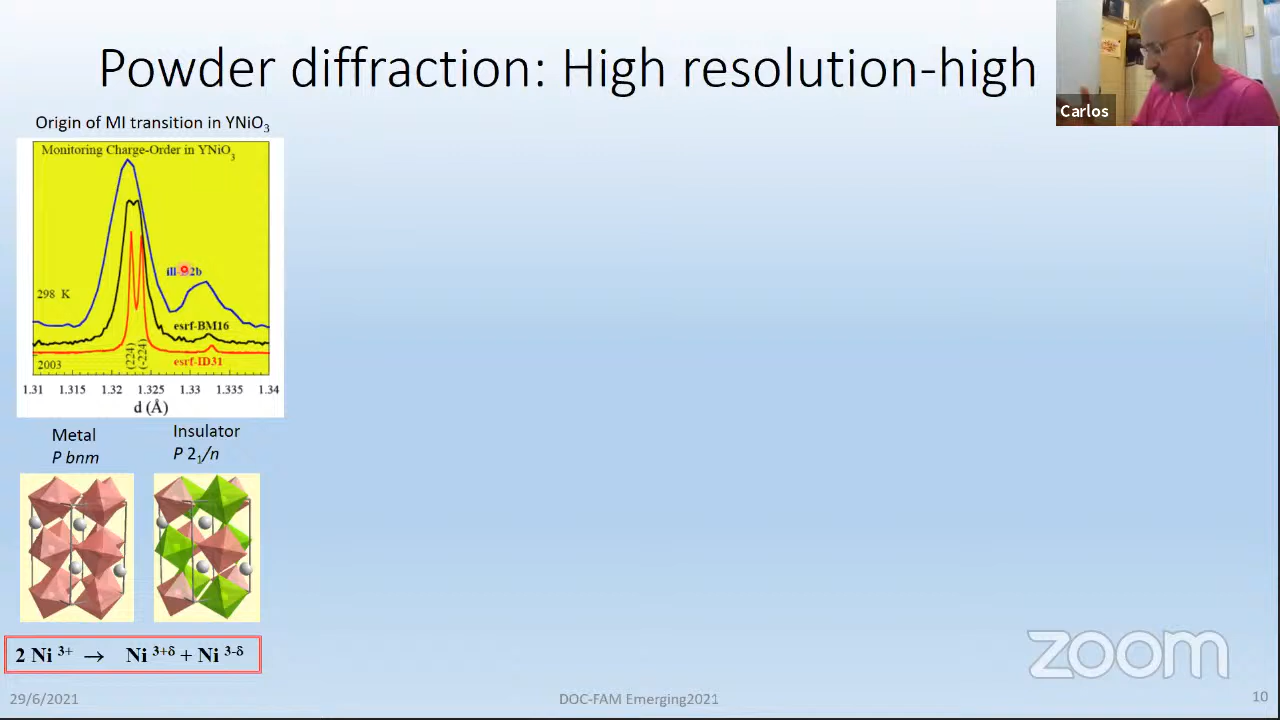 Powder diffraction: High resolution-high
Carlos
Origin of MI transition in YNiO3
Monitoring Charge-Order in YNiO3
298 K
esrf-BM16
esrf-ID31
(224)
(-224)
2003
1.31 1.315 1.32 1.325 1.33 1.335 1.34
d (Å)
Metal
P bnm
Insulator
P 21/n
2 Ni 3+ → Ni 3+δ + Ni 3-δ
zoom
29/6/2021
DOC-FAM Emerging2021
10